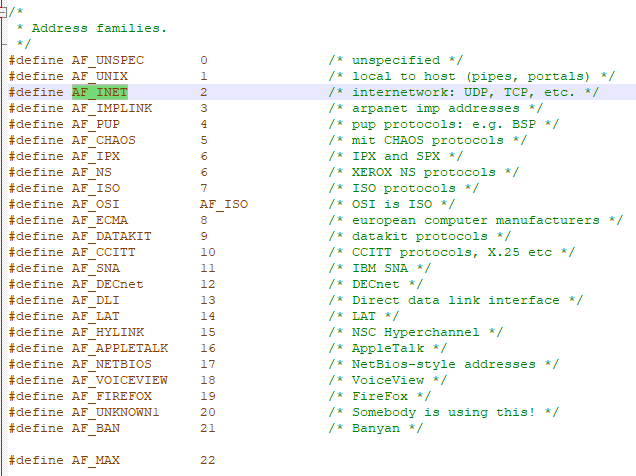 /*
 * Address families.
 */
#define AF_UNSPEC       0               /* unspecified */
#define AF_UNIX         1               /* local to host (pipes, portals) */
#define AF_INET         2               /* internetwork: UDP, TCP, etc. */
#define AF_IMPLINK      3               /* arpanet imp addresses */
#define AF_PUP          4               /* pup protocols: e.g. BSP */
#define AF_CHAOS        5               /* mit CHAOS protocols */
#define AF_IPX          6               /* IPX and SPX */
#define AF_NS           6               /* XEROX NS protocols */
#define AF_ISO          7               /* ISO protocols */
#define AF_OSI          AF_ISO          /* OSI is ISO */
#define AF_ECMA         8               /* european computer manufacturers */
#define AF_DATAKIT      9               /* datakit protocols */
#define AF_CCITT        10              /* CCITT protocols, X.25 etc */
#define AF_SNA          11              /* IBM SNA */
#define AF_DECnet       12              /* DECnet */
#define AF_DLI          13              /* Direct data link interface */
#define AF_LAT          14              /* LAT */
#define AF_HYLINK       15              /* NSC Hyperchannel */
#define AF_APPLETALK    16              /* AppleTalk */
#define AF_NETBIOS      17              /* NetBios-style addresses */
#define AF_VOICEVIEW    18              /* VoiceView */
#define AF_FIREFOX      19              /* FireFox */
#define AF_UNKNOWN1     20              /* Somebody is using this! */
#define AF_BAN          21              /* Banyan */

#define AF_MAX          22